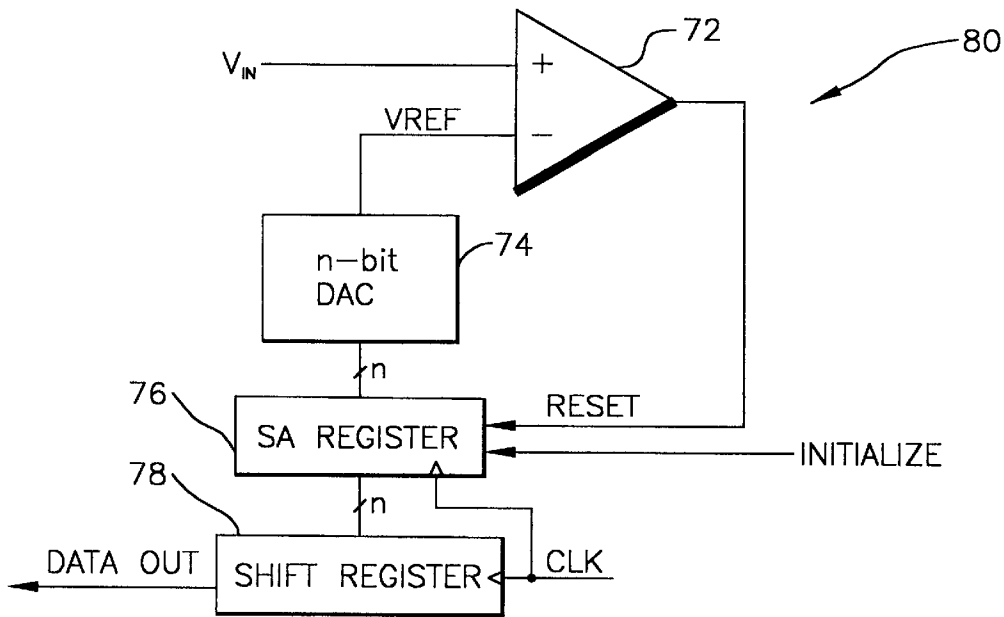 72
80
V_IN
+
VREF
−
74
n-bit
DAC
n
76
RESET
SA REGISTER
INITIALIZE
78
n
DATA OUT
SHIFT REGISTER
CLK